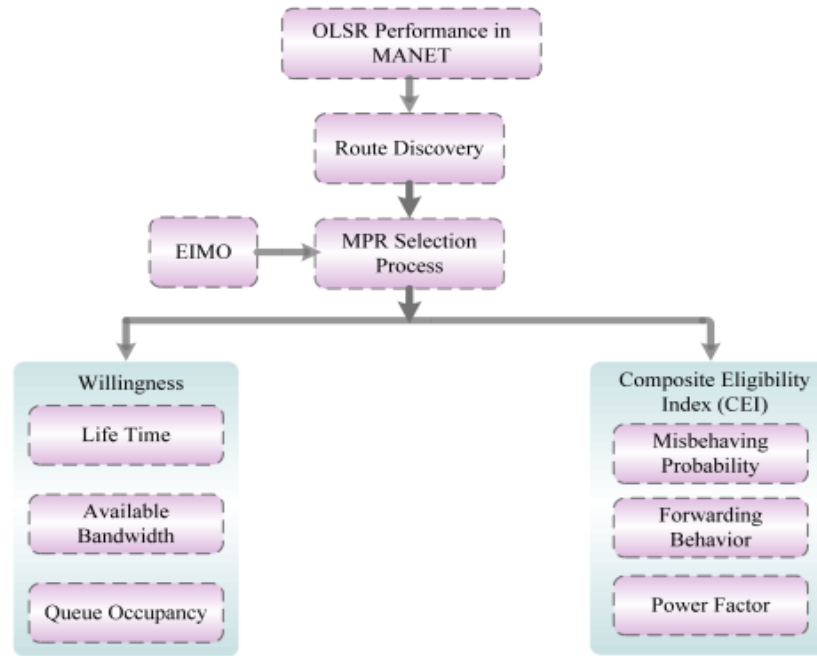 OLSR Performance in
MANET
Route Discovery
EIMO
MPR Selection
Process
Willingness
Life Time
Available
Bandwidth
Queue Occupancy
Composite Eligibility
Index (CEI)
Misbehaving
Probability
Forwarding
Behavior
Power Factor